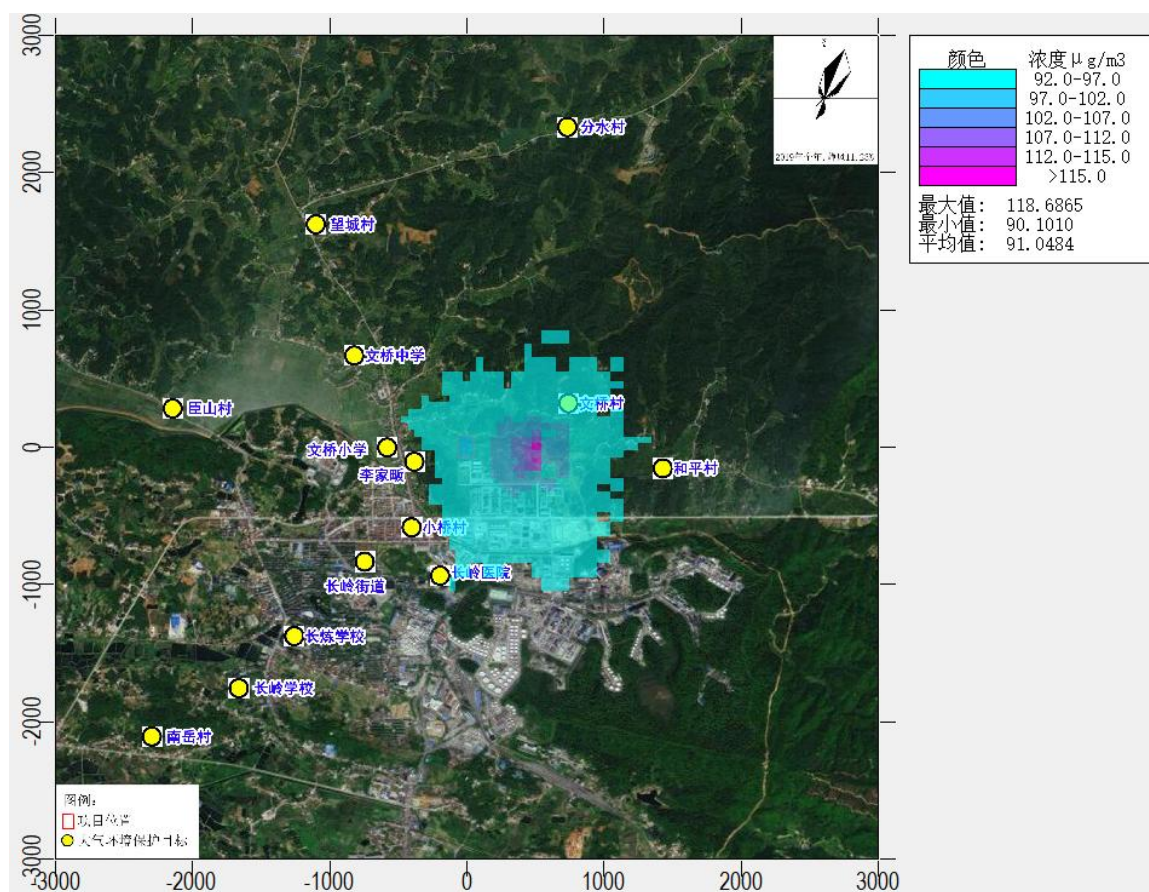 颜色 浓度μg/m3
92.0-97.0
97.0-102.0
102.0-107.0
107.0-112.0
112.0-115.0
>115.0
最大值: 118.6865
最小值: 90.1010
平均值: 91.0484
3000
2000
1000
0
-1000
-2000
-3000
分水村
望城村
文桥中学
臣山村
文桥村
文桥小学
李家畈
和平村
小桥村
长岭医院
长岭街道
长炼学校
长岭学校
南岳村
图例:
项目位置
大气环境保护目标
-3000 -2000 -1000 0 1000 2000 3000